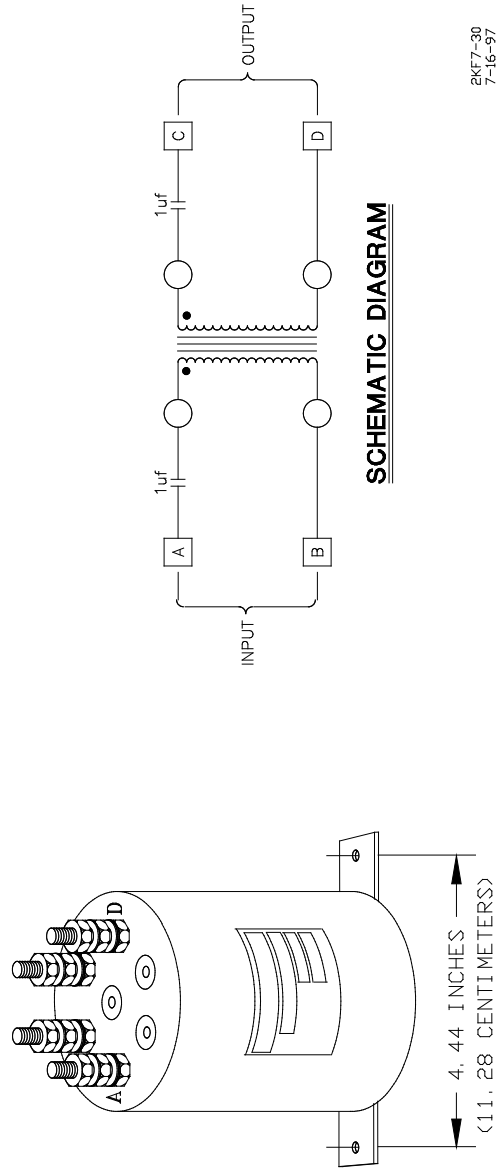 A
D
4.44 INCHES
(11.28 CENTIMETERS)
INPUT
A
B
1uf
1uf
C
D
OUTPUT
SCHEMATIC DIAGRAM
2KF7-30
7-16-97